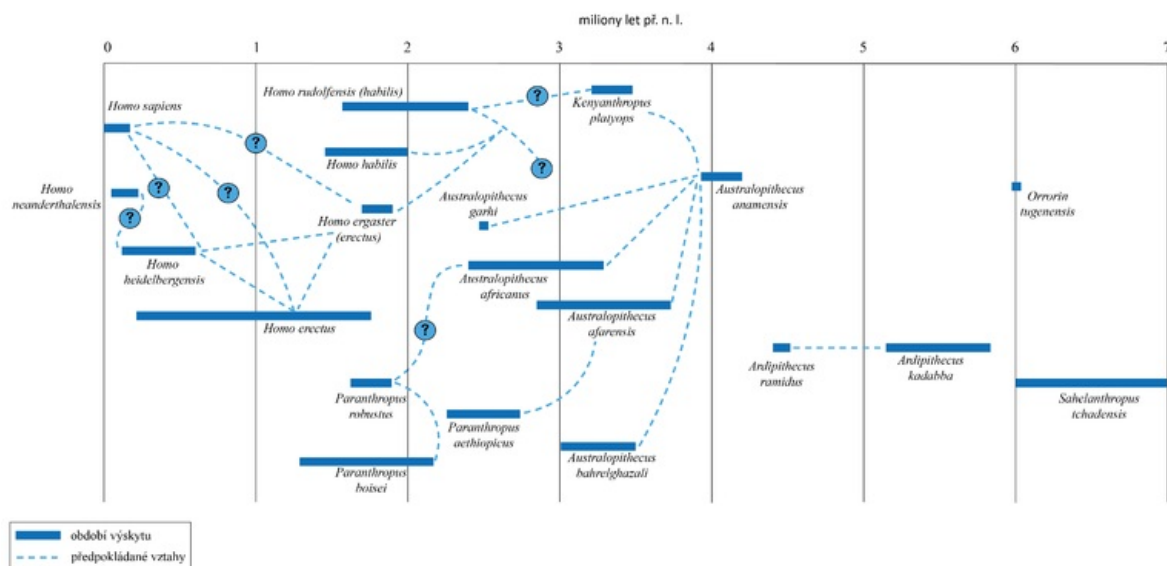 miliony let př. n. l.
0 1 2 3 4 5 6 7
Homo rudolfensis (habilis)
Kenyanthropus
platyops
Homo sapiens
?
?
Homo habilis
?
Homo
neanderthalensis
?
?
?
Homo ergaster
(erectus)
Australopithecus
garhi
Australopithecus
anamensis
Orrorin
tugenensis
Homo
heidelbergensis
Australopithecus
africanus
Homo erectus
Australopithecus
afarensis
?
Ardipithecus
ramidus
Ardipithecus
kadabba
Paranthropus
robustus
Sahelanthropus
tchadensis
Paranthropus
aethiopicus
Paranthropus
boisei
Australopithecus
bahrelghazali
období výskytu
předpokládané vztahy